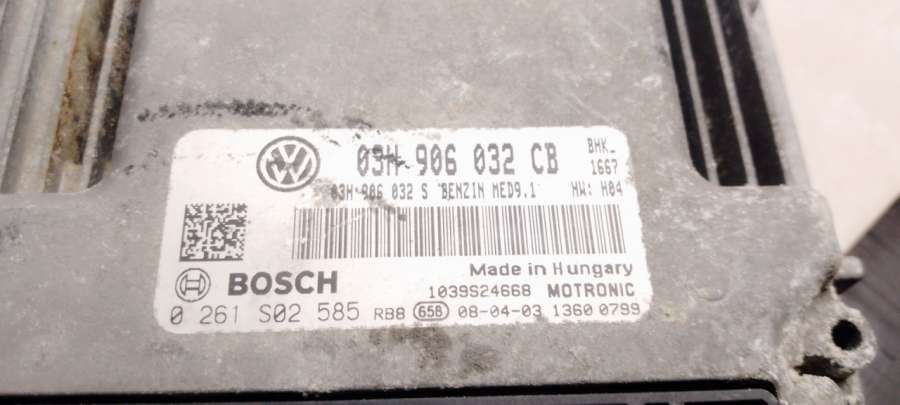 03H 906 032 CB BHK_
1667
03H 906 032 S BENZIN MED9.1 HW: H04
BOSCH
Made in Hungary
1039S24668 MOTRONIC
0 261 S02 585 RB8 658 08-04-03 1360 0799